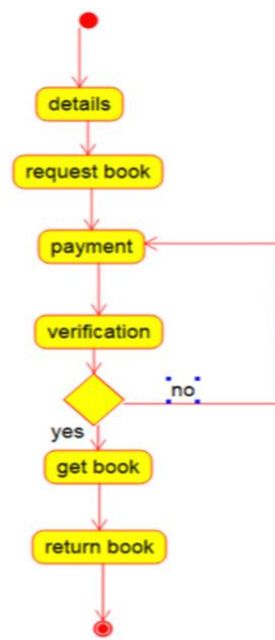 details
request book
payment
verification
no
yes
get book
return book